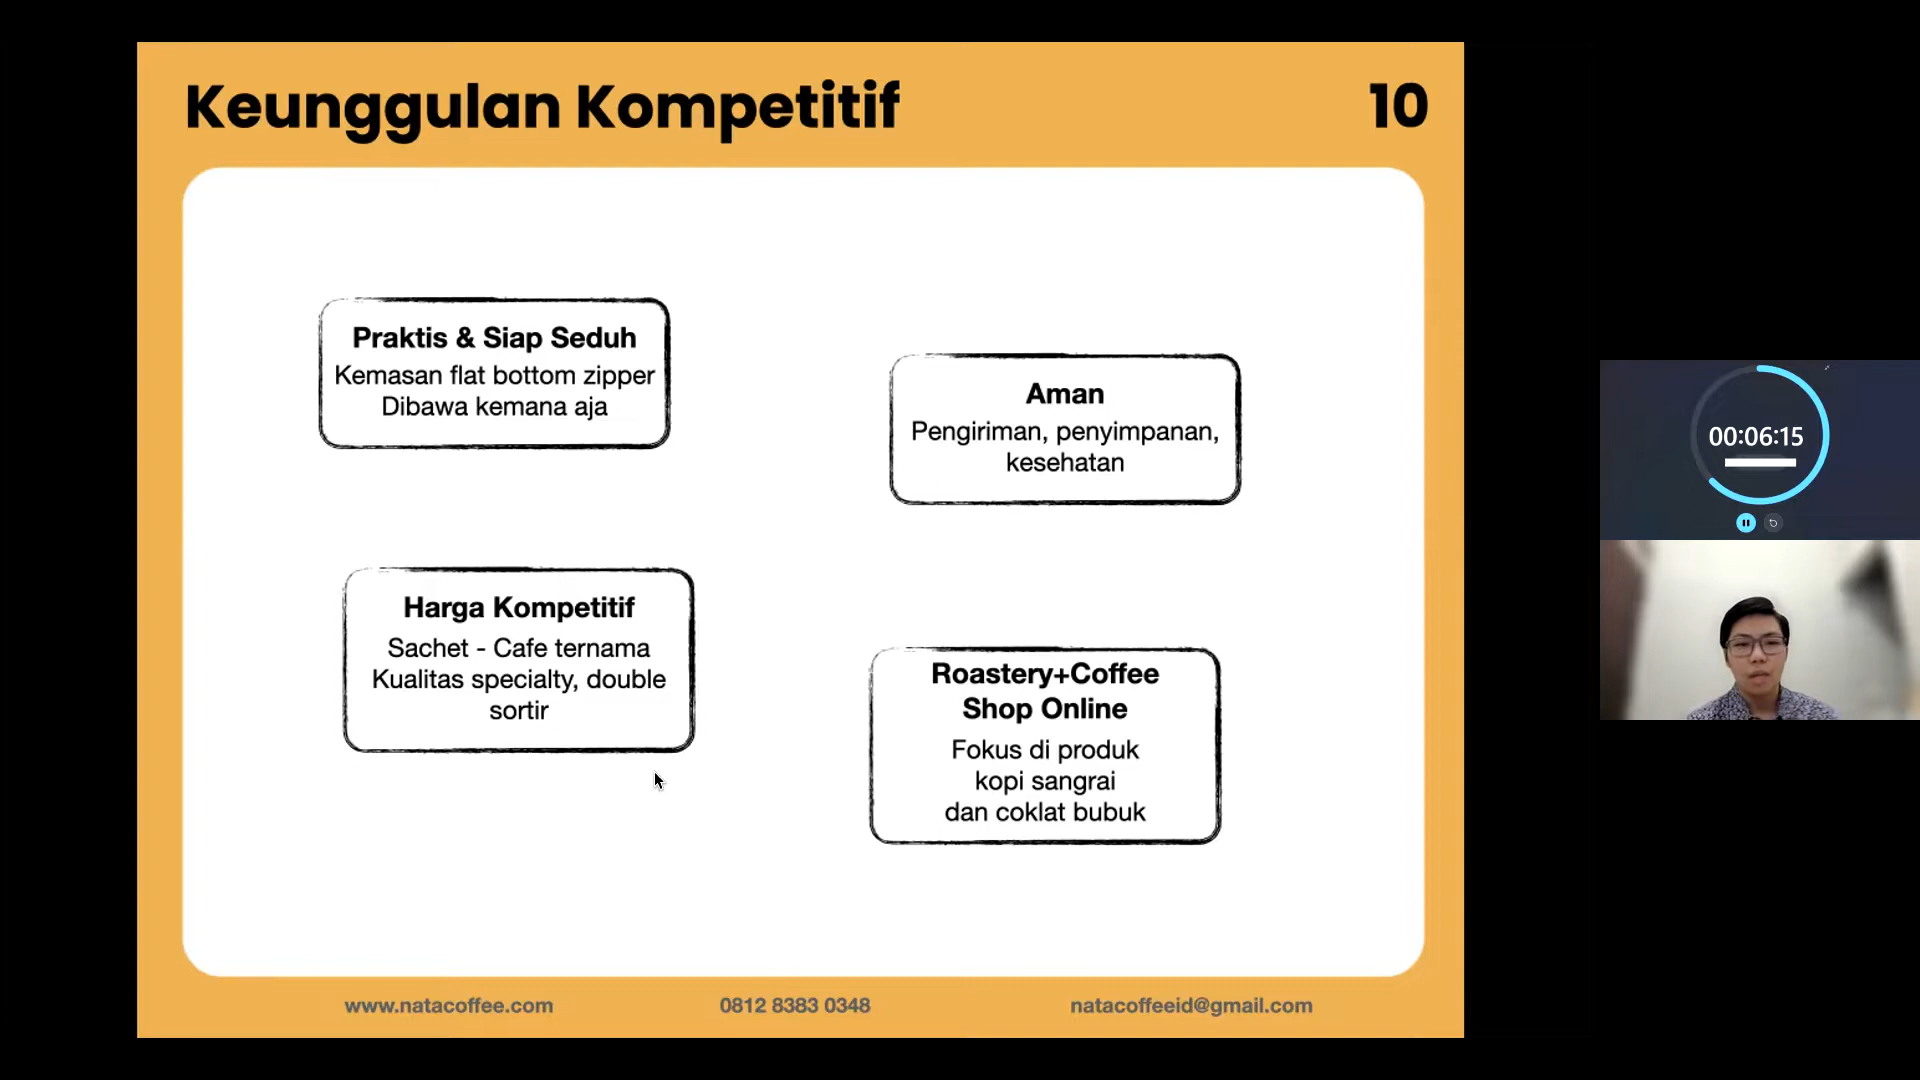 Keunggulan Kompetitif
10
Praktis & Siap Seduh
Kemasan flat bottom zipper
Dibawa kemana aja
Aman
Pengiriman, penyimpanan,
kesehatan
Harga Kompetitif
Sachet - Cafe ternama
Kualitas specialty, double
sortir
Roastery+Coffee
Shop Online
Fokus di produk
kopi sangrai
dan coklat bubuk
www.natacoffee.com
0812 8383 0348
natacoffeeid@gmail.com
00:06:15